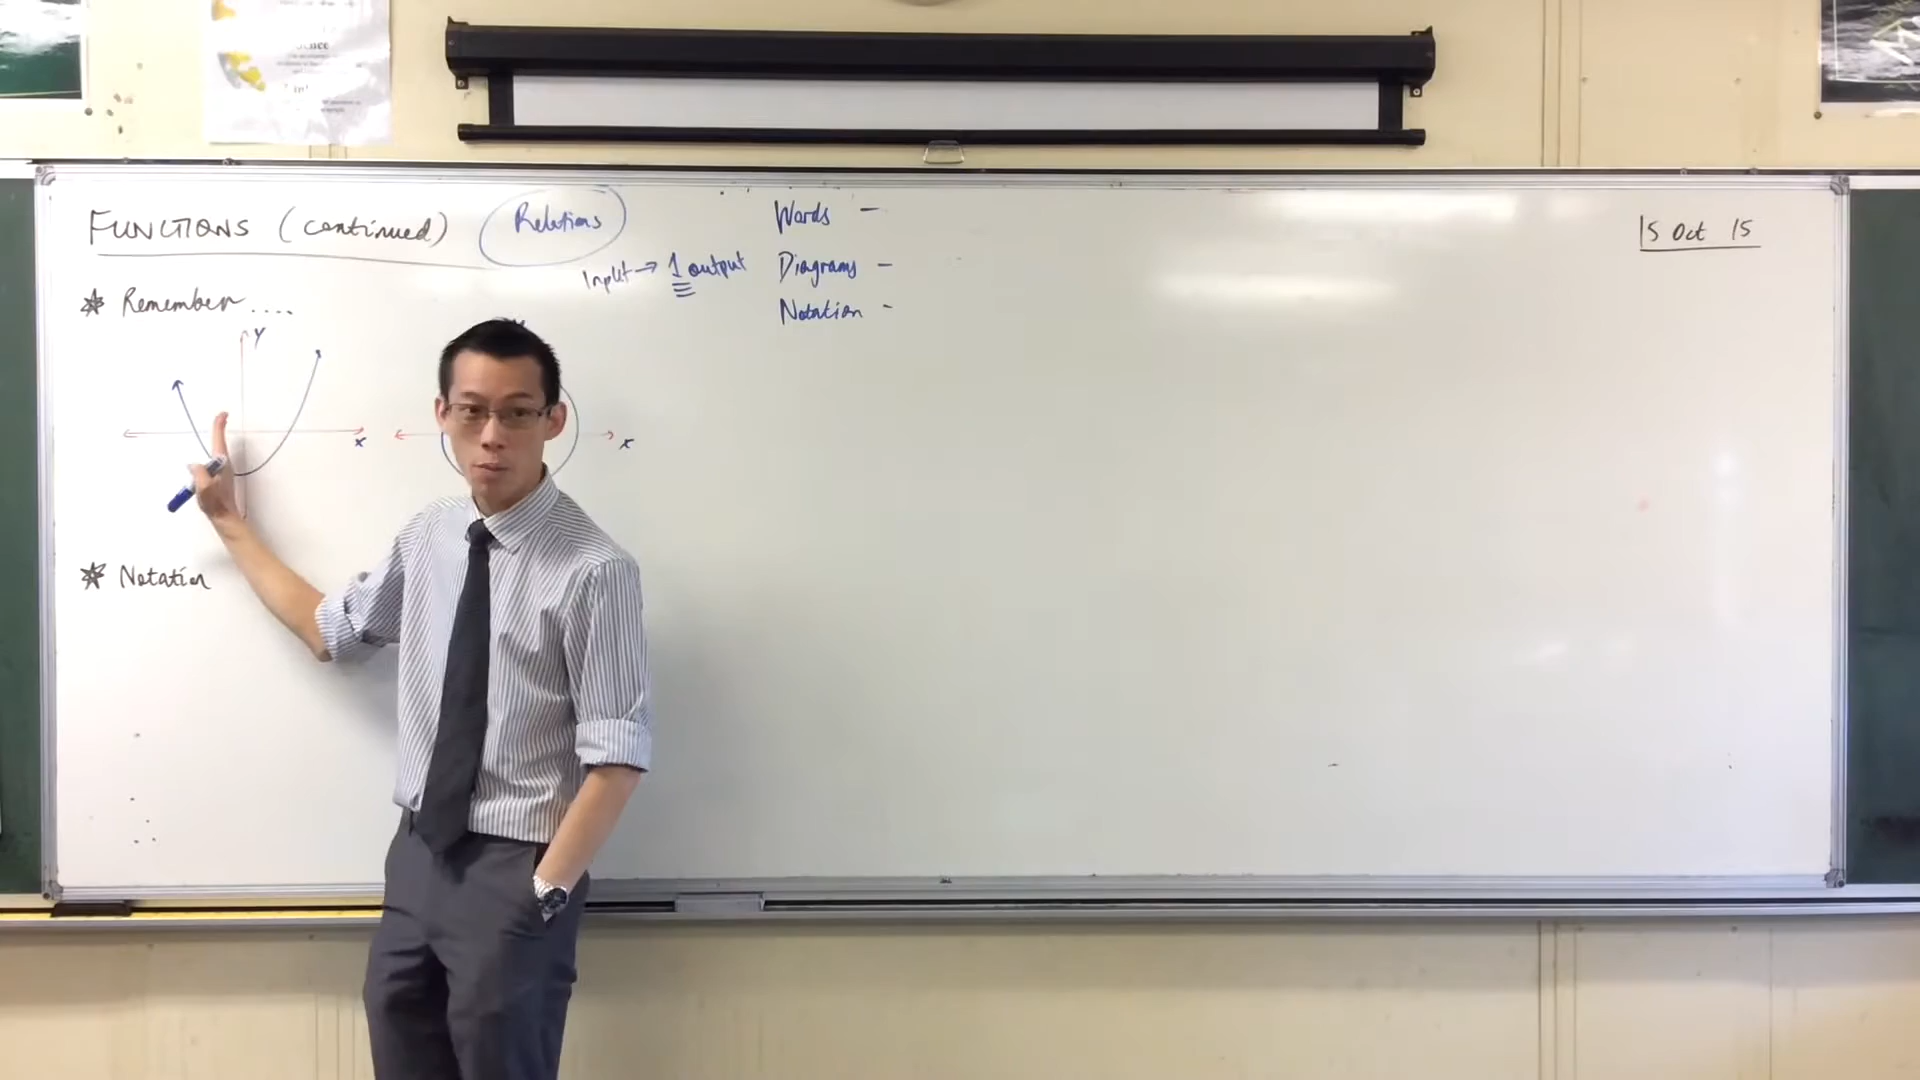 FUNCTIONS (continued)
Relations
Input → 1 output
Words –
Diagrams –
Notation -
15 Oct 15
* Remember ....
y
x
x
* Notation